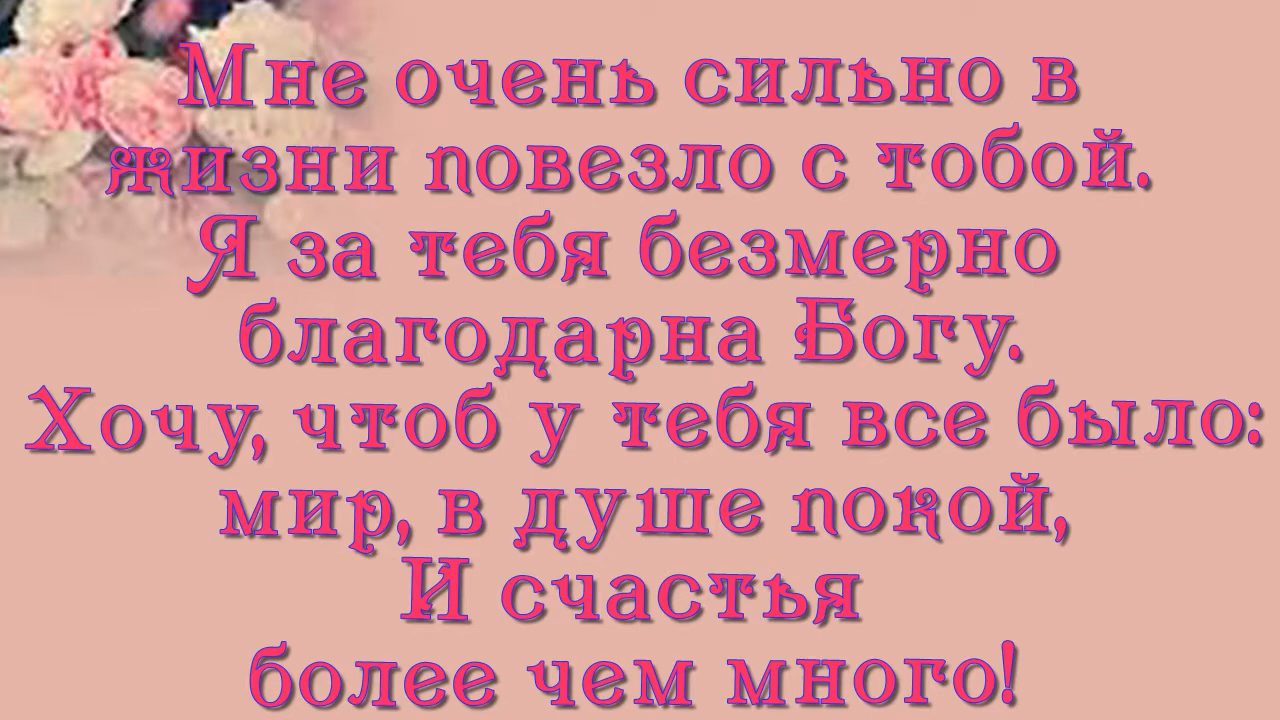 Мне очень сильно в
жизни повезло с тобой.
Я за тебя безмерно
благодарна Богу.
Хочу, чтоб у тебя все было:
мир, в душе покой,
И счастья
более чем много!